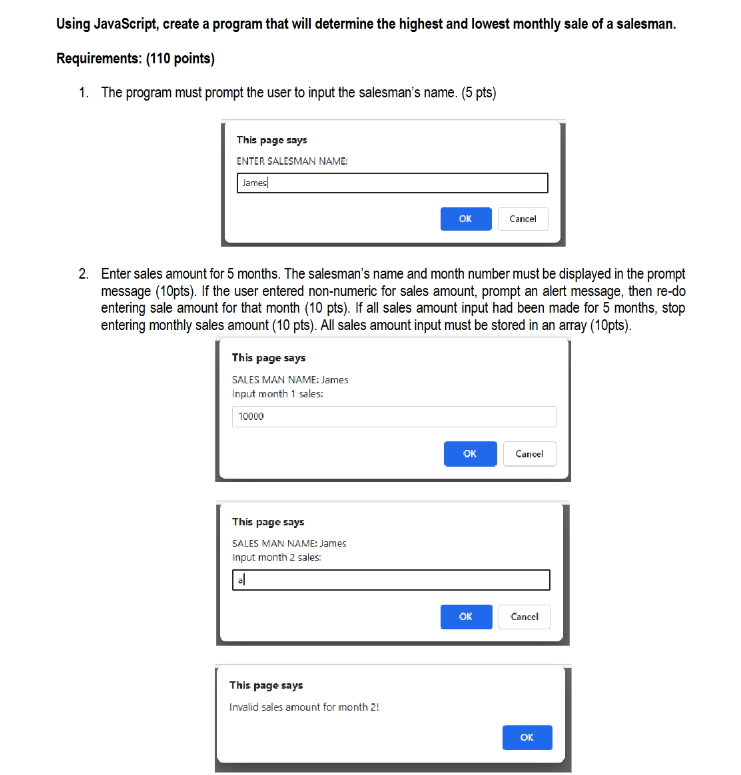 Using JavaScript, create a program that will determine the highest and lowest monthly sale of a salesman.
Requirements: (110 points)
1. The program must prompt the user to input the salesman's name. (5 pts)
This page says
ENTER SALESMAN NAME:
James
OK Cancel
2. Enter sales amount for 5 months. The salesman's name and month number must be displayed in the prompt
message (10pts). If the user entered non-numeric for sales amount, prompt an alert message, then re-do
entering sale amount for that month (10 pts). If all sales amount input had been made for 5 months, stop
entering monthly sales amount (10 pts). All sales amount input must be stored in an array (10pts).
This page says
SALES MAN NAME: James
Input month 1 sales:
10000
OK Cancel
This page says
SALES MAN NAME: James
Input month 2 sales:
a
OK Cancel
This page says
Invalid sales amount for month 2!
OK